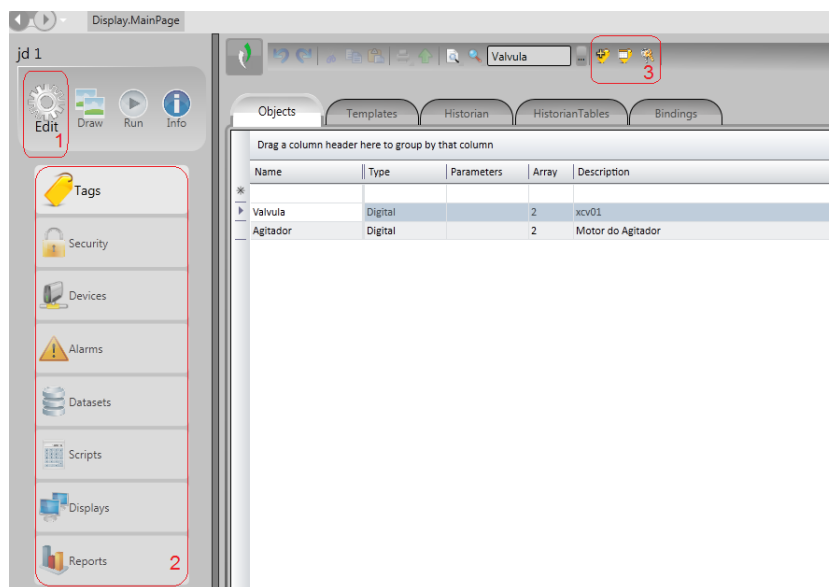 Display.MainPage
jd 1
Valvula
...
3
Edit
Draw
Run
Info
1
Objects
Templates
Historian
HistorianTables
Bindings
Drag a column header here to group by that column
Name Type Parameters Array Description
Valvula Digital 2 xcv01
Agitador Digital 2 Motor do Agitador
Tags
Security
Devices
Alarms
Datasets
Scripts
Displays
Reports
2